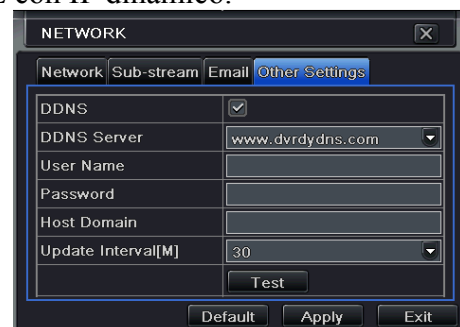 con IP dinámico.
NETWORK
Network Sub-stream Email Other Settings
DDNS
DDNS Server www.dvrdydns.com
User Name
Password
Host Domain
Update Interval[M] 30
Test
Default Apply Exit